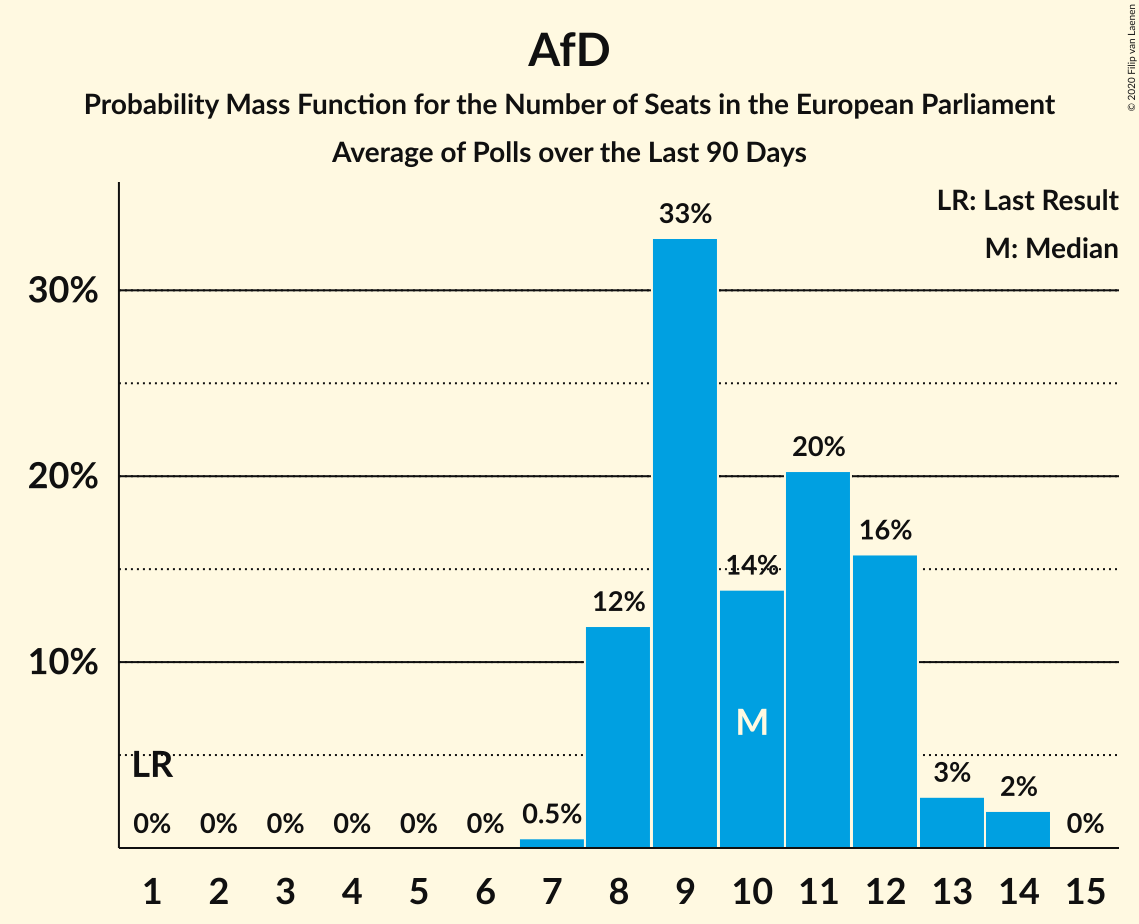 AfD
Probability Mass Function for the Number of Seats in the European Parliament
Average of Polls over the Last 90 Days
© 2020 Filip van Laenen
LR: Last Result
M: Median
30%
20%
10%
33%
20%
16%
14%
12%
M
LR
3%
2%
0%
0%
0%
0%
0%
0%
0.5%
0%
1 2 3 4 5 6 7 8 9 10 11 12 13 14 15